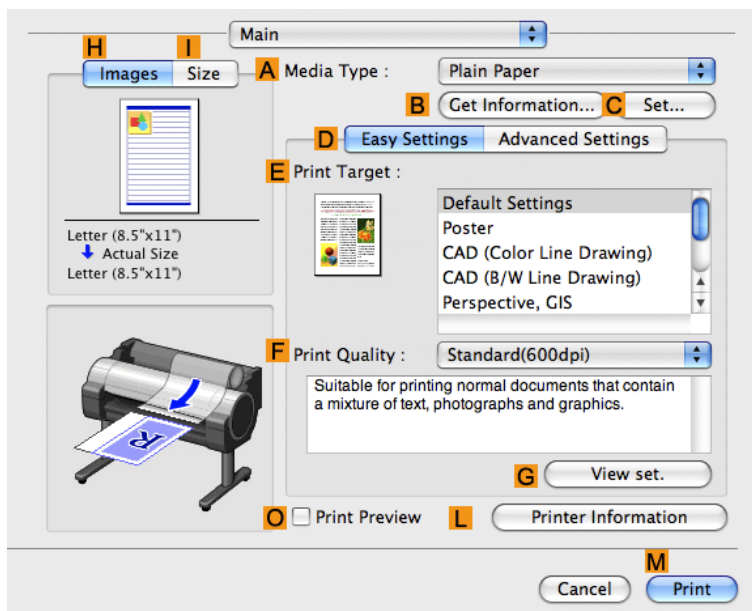 Main
H
I
Images
Size
A
Media Type :
Plain Paper
B
Get Information...
C
Set...
D
Easy Settings
Advanced Settings
E
Print Target :
Default Settings
Poster
CAD (Color Line Drawing)
CAD (B/W Line Drawing)
Perspective, GIS
Letter (8.5"x11")
Actual Size
Letter (8.5"x11")
F
Print Quality :
Standard(600dpi)
Suitable for printing normal documents that contain
a mixture of text, photographs and graphics.
R
G
View set.
O
Print Preview
L
Printer Information
M
Cancel
Print